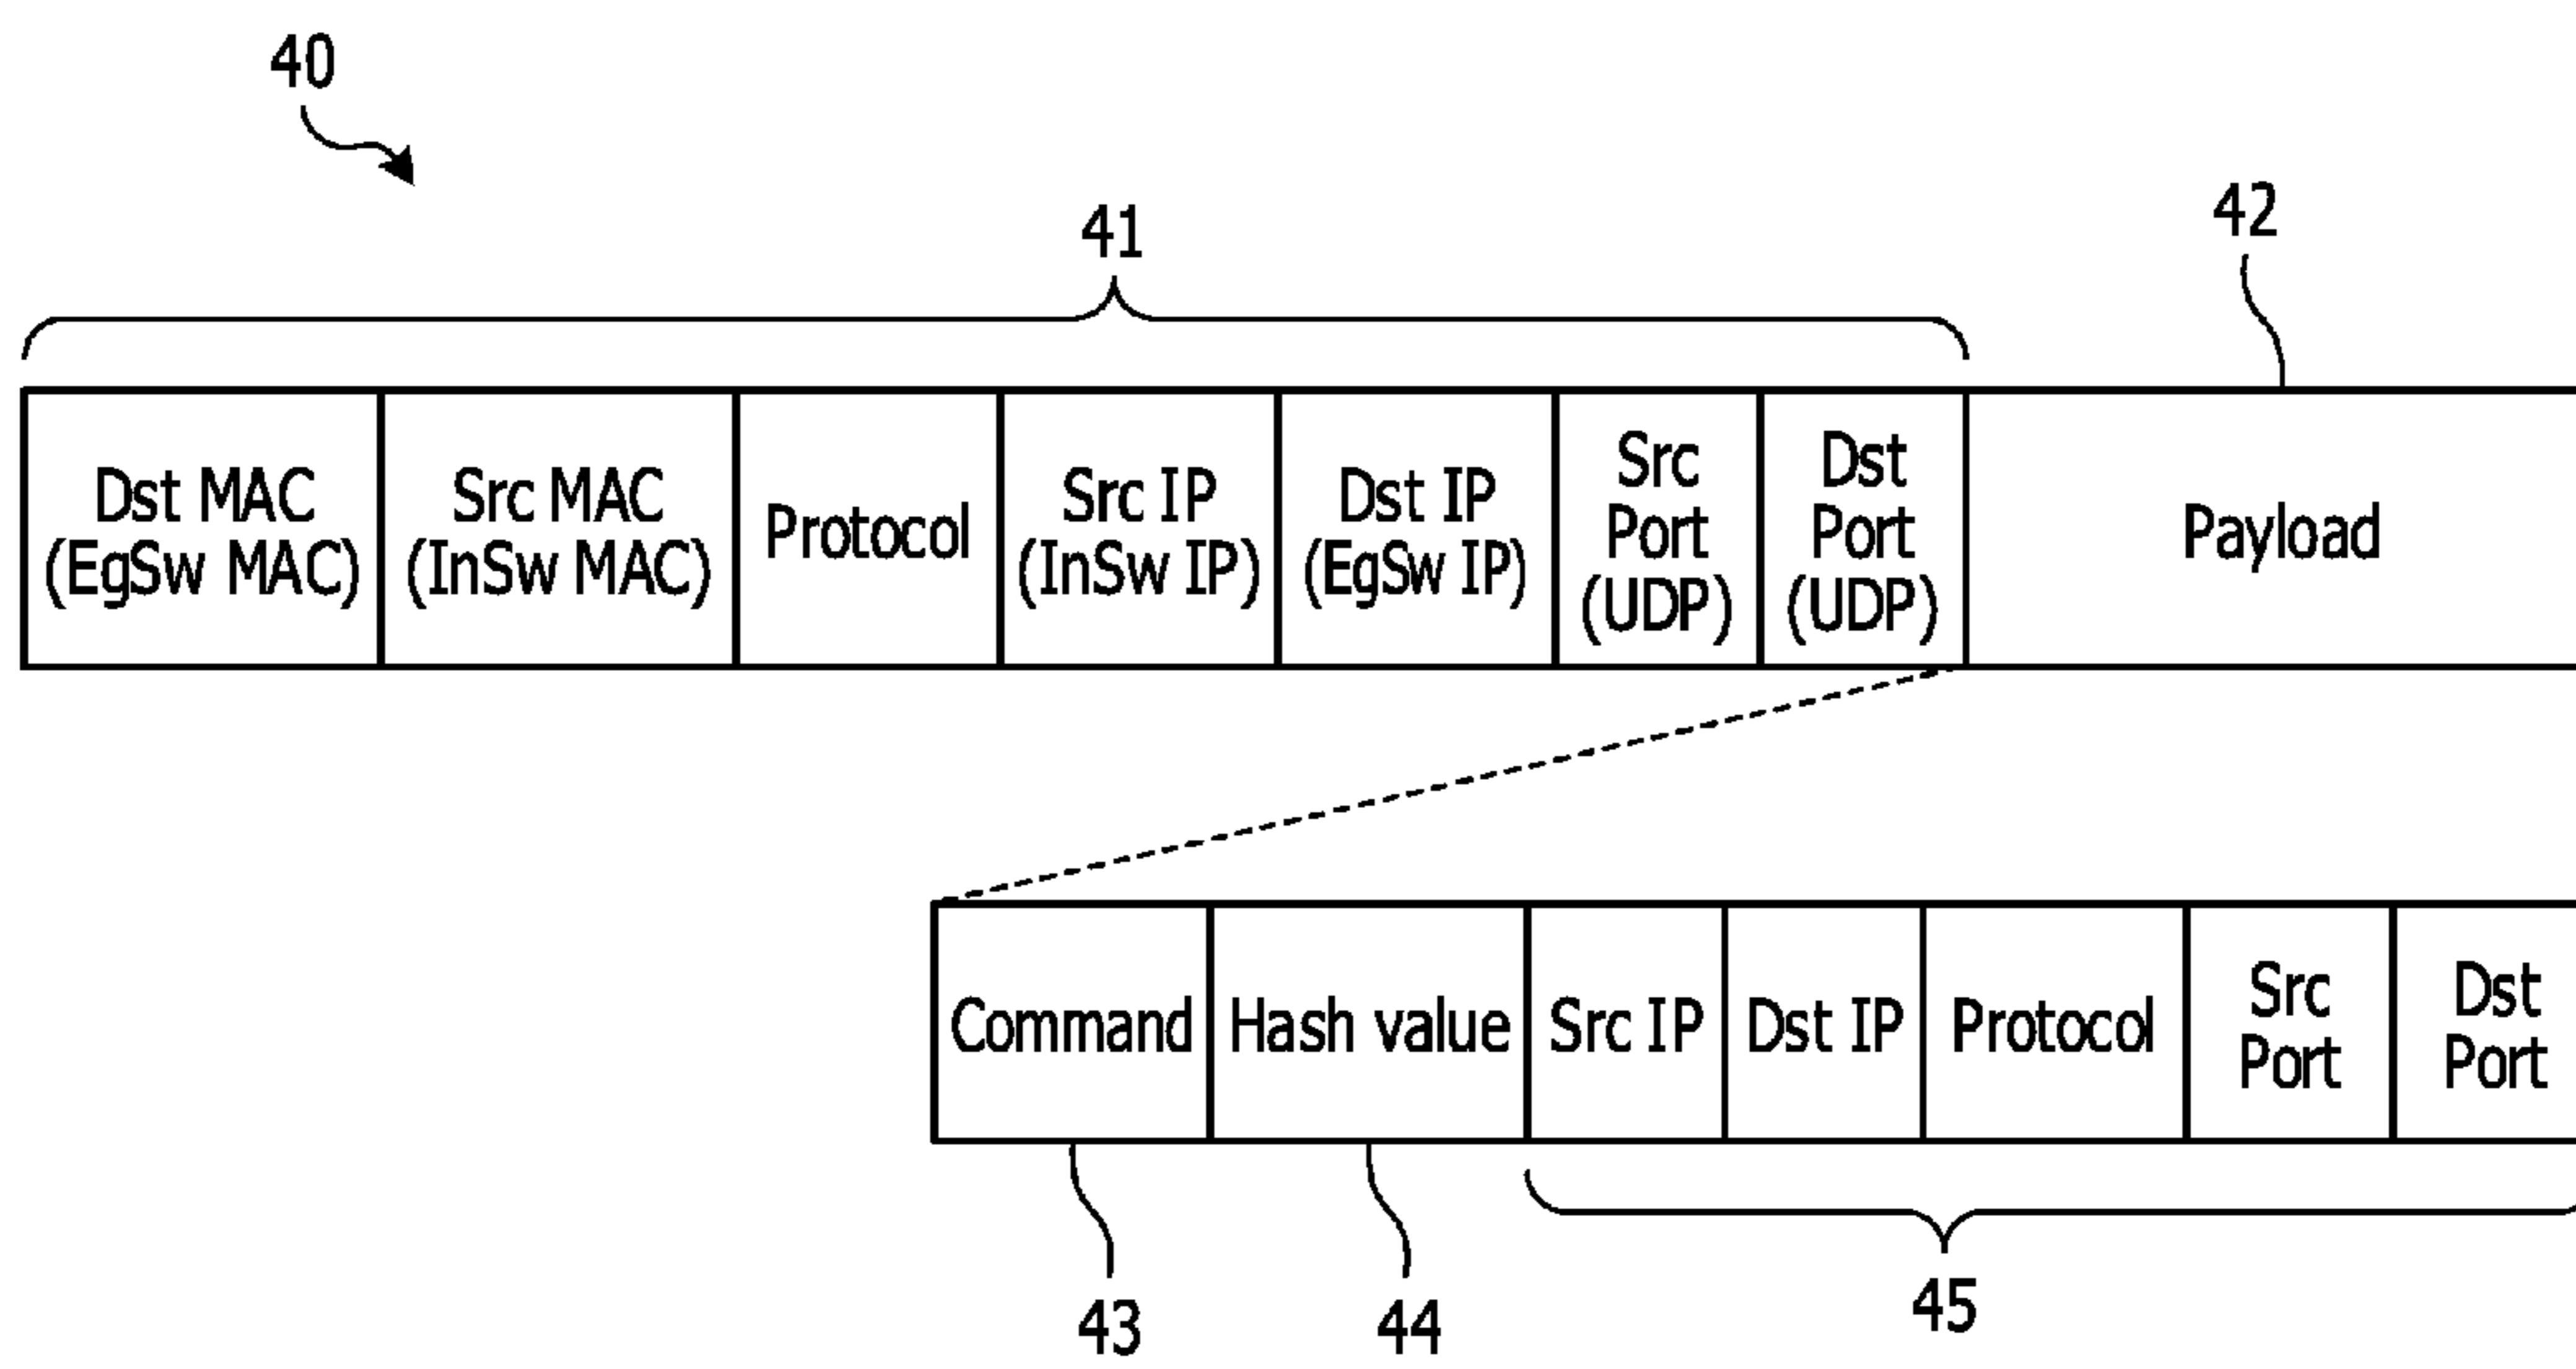 40
41
42
Dst MAC
(EgSw MAC)
Src MAC
(InSw MAC)
Protocol
Src IP
(InSw IP)
Dst IP
(EgSw IP)
Src
Port
(UDP)
Dst
Port
(UDP)
Payload
Command
Hash value
Src IP
Dst IP
Protocol
Src
Port
Dst
Port
43
44
45